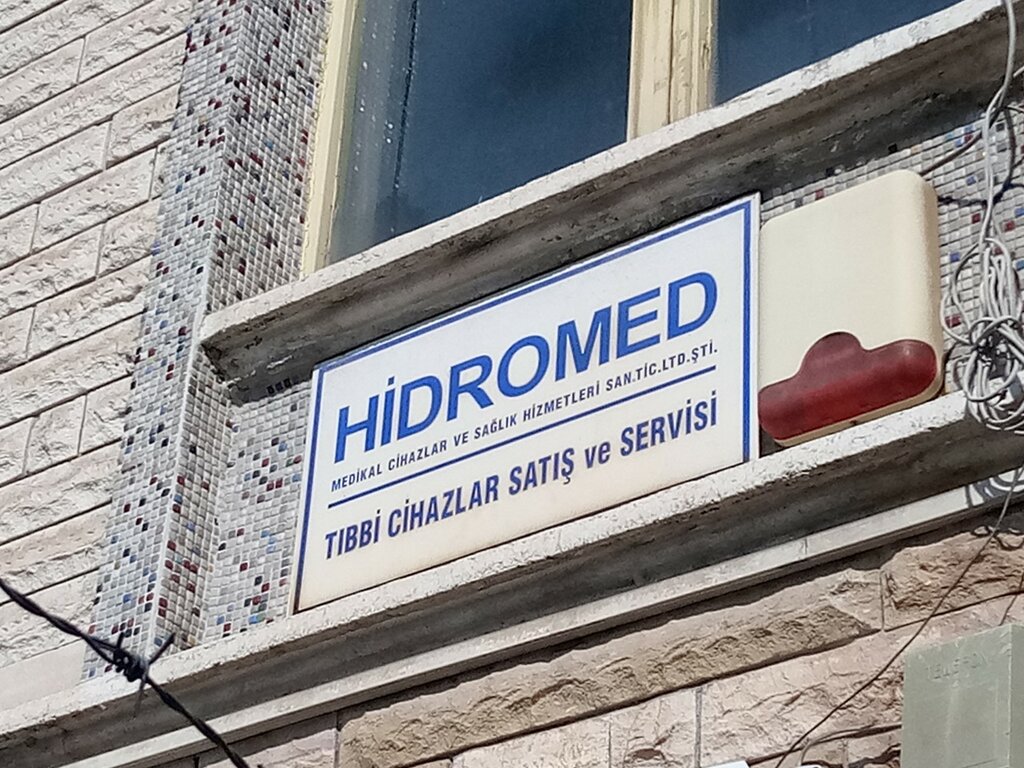 HİDROMED
MEDİKAL CİHAZLAR VE SAĞLIK HİZMETLERİ SAN.TİC.LTD.ŞTİ.
TIBBİ CİHAZLAR SATIŞ ve SERVİSİ
TELEFON